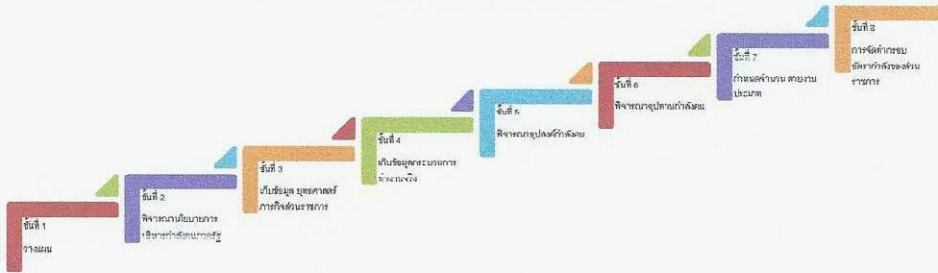 ขั้นที่ 1
วางแผน
ขั้นที่ 2
พิจารณานโยบายการ
บริหารกำลังคนภาครัฐ
ขั้นที่ 3
เก็บข้อมูล ยุทธศาสตร์
ภารกิจส่วนราชการ
ขั้นที่ 4
เก็บข้อมูลกระบวนการ
ทำงานจริง
ขั้นที่ 5
พิจารณาอุปสงค์กำลังคน
ขั้นที่ 6
พิจารณาอุปทานกำลังคน
ขั้นที่ 7
กำหนดจำนวน สายงาน
ประเภท
ขั้นที่ 8
การจัดทำกรอบ
อัตรากำลังของส่วน
ราชการ